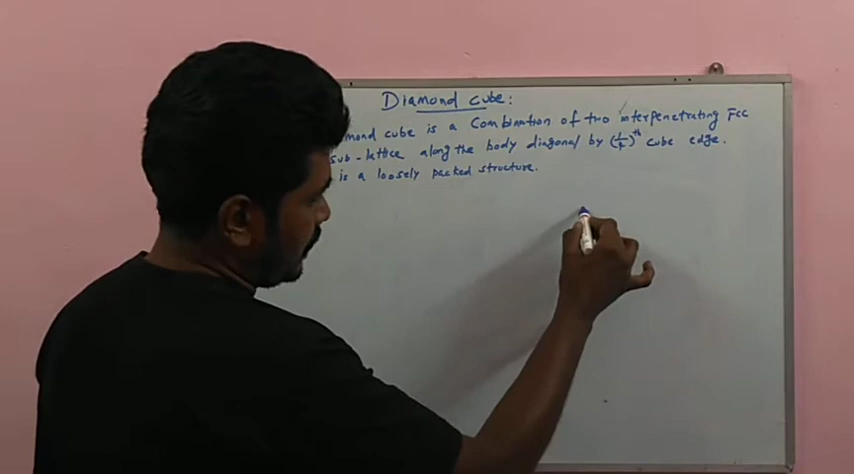 Diamond cube:
mond cube is a Combination of two interpenetrating Fcc
sub-lattice along the body diagonal by (1/4)th cube edge.
is a loosely packed structure.